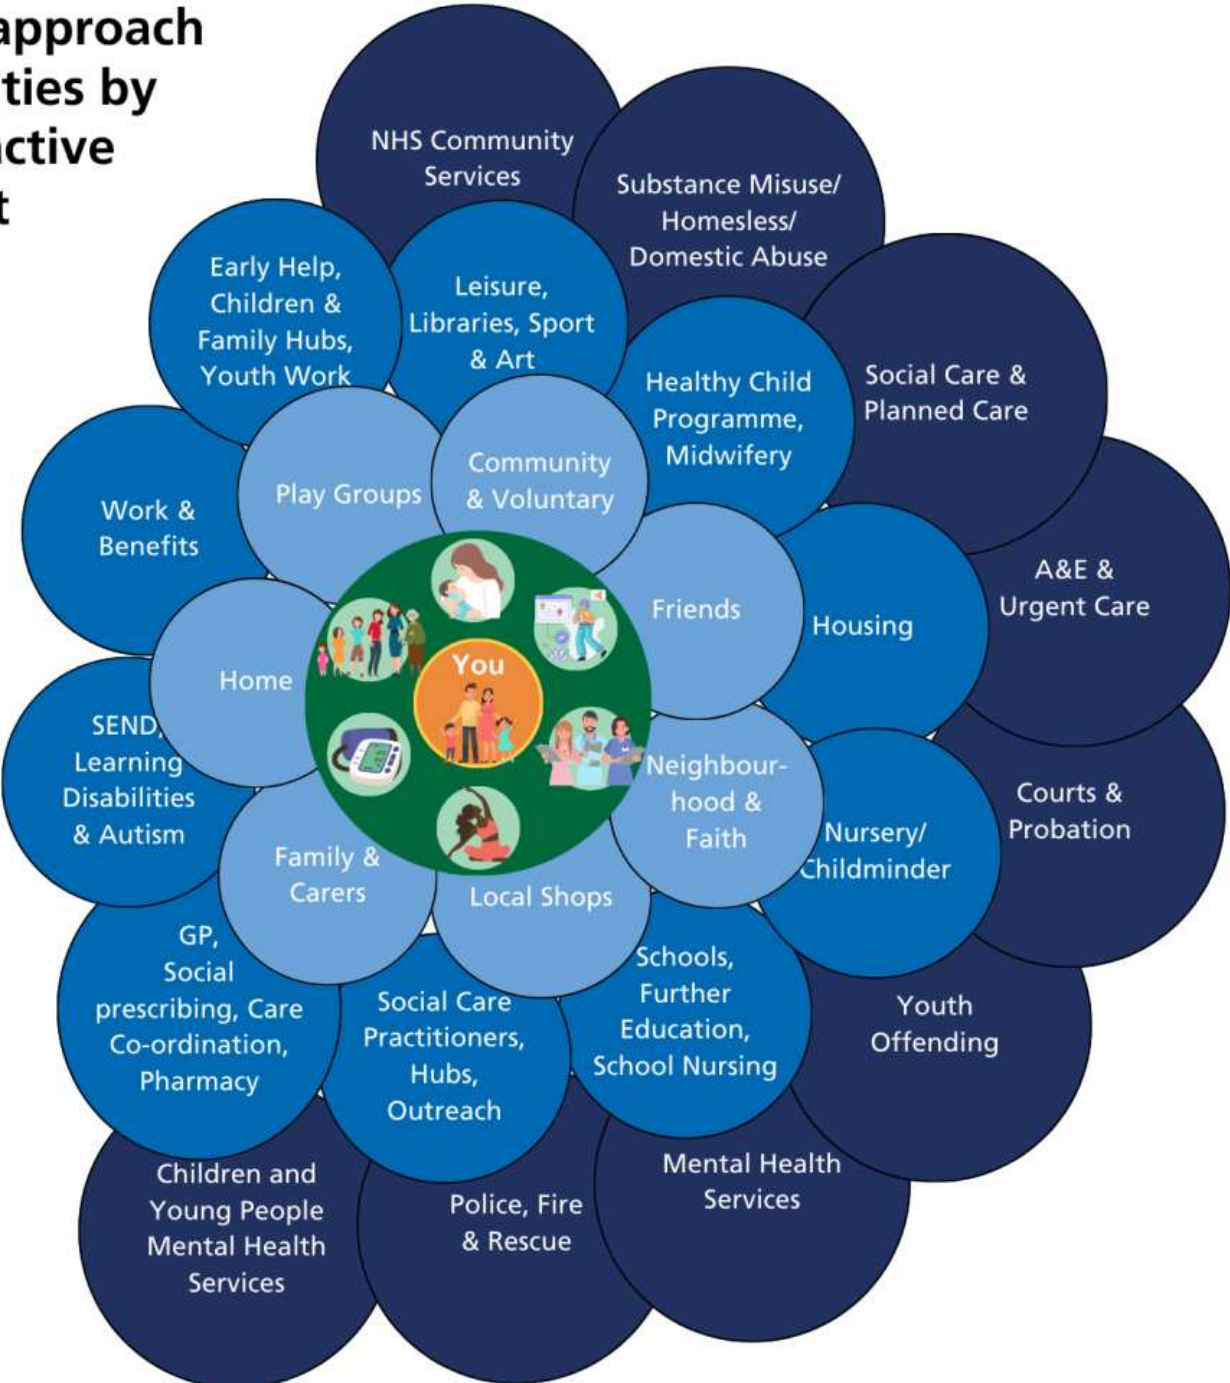 approach
ties by
active
t
NHS Community
Services
Substance Misuse/
Homesless/
Domestic Abuse
Early Help,
Children &
Family Hubs,
Youth Work
Leisure,
Libraries, Sport
& Art
Healthy Child
Programme,
Midwifery
Social Care &
Planned Care
Work &
Benefits
Play Groups
Community
& Voluntary
A&E &
Urgent Care
Friends
Housing
Home
You
SEND,
Learning
Disabilities
& Autism
Neighbour-
hood &
Faith
Nursery/
Childminder
Courts &
Probation
Family &
Carers
Local Shops
GP,
Social
prescribing, Care
Co-ordination,
Pharmacy
Social Care
Practitioners,
Hubs,
Outreach
Schools,
Further
Education,
School Nursing
Youth
Offending
Children and
Young People
Mental Health
Services
Police, Fire
& Rescue
Mental Health
Services